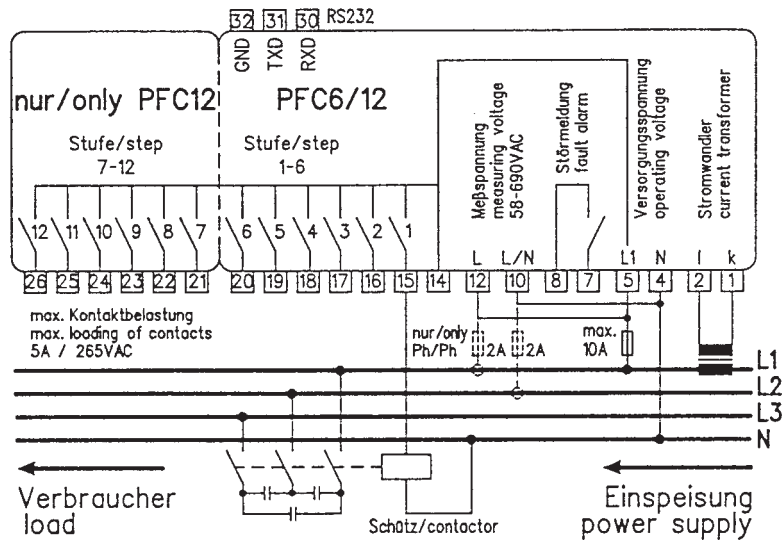 32 31 30 RS232
GND TXD RXD
nur/only PFC12
PFC6/12
Stufe/step
7-12
Stufe/step
1-6
Meßspannung
measuring voltage
58-690VAC
Störmeldung
fault alarm
Versorgungsspannung
operating voltage
Stromwandler
current transformer
12 11 10 9 8 7 6 5 4 3 2 1
L L/N L1 N l k
26 25 24 23 22 21 20 19 18 17 16 15 14 12 10 8 7 5 4 2 1
max. Kontaktbelastung
max. loading of contacts
5A / 265VAC
nur/only
Ph/Ph
2A
2A
max.
10A
L1
L2
L3
N
Verbraucher
load
Schütz/contactor
Einspeisung
power supply